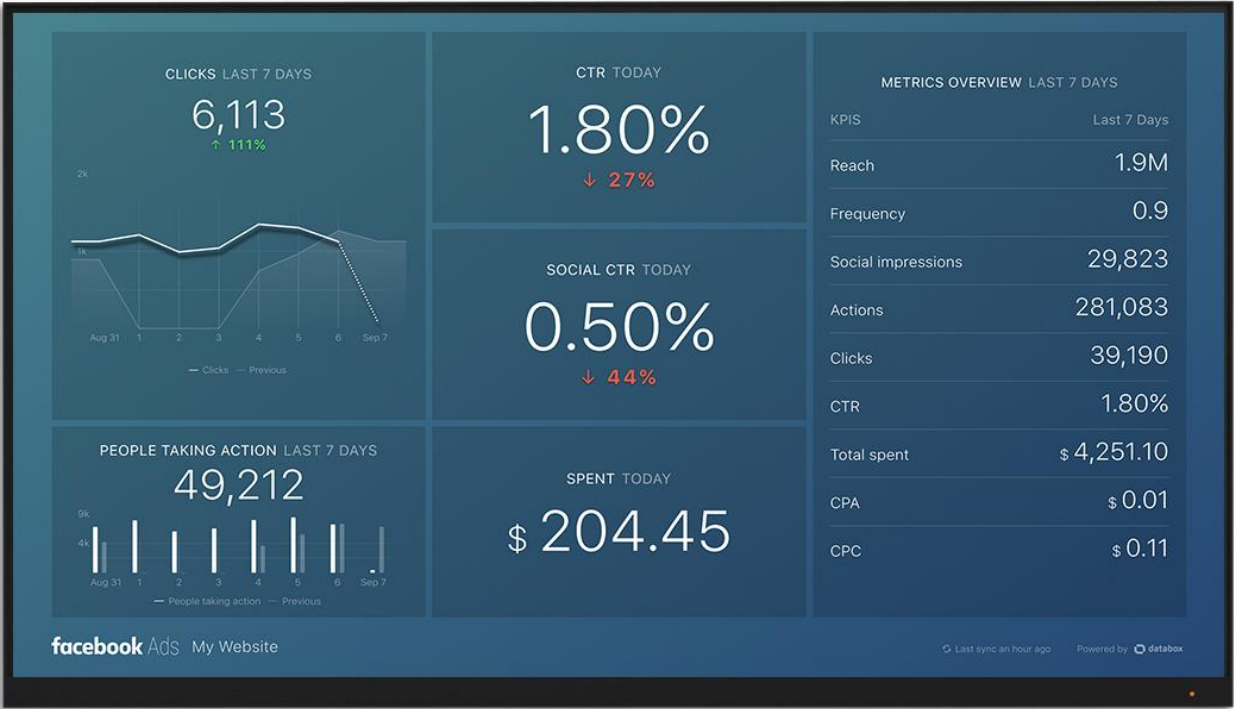 CLICKS LAST 7 DAYS
6,113
↑ 111%
2k
1k
Aug 31 1 2 3 4 5 6 Sep 7
Clicks Previous
PEOPLE TAKING ACTION LAST 7 DAYS
49,212
9k
4k
Aug 31 1 2 3 4 5 6 Sep 7
People taking action Previous
CTR TODAY
1.80%
↓ 27%
SOCIAL CTR TODAY
0.50%
↓ 44%
SPENT TODAY
$ 204.45
METRICS OVERVIEW LAST 7 DAYS
KPIS Last 7 Days
Reach 1.9M
Frequency 0.9
Social impressions 29,823
Actions 281,083
Clicks 39,190
CTR 1.80%
Total spent $ 4,251.10
CPA $ 0.01
CPC $ 0.11
facebook Ads My Website
Last sync an hour ago Powered by databox